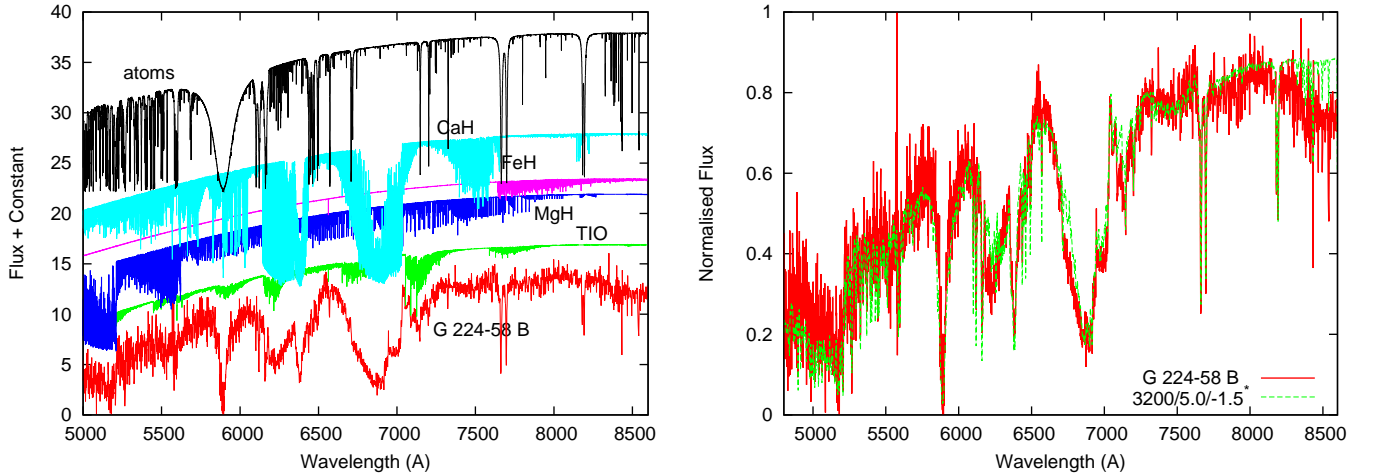 40
35
30
25
20
15
10
5
0
5000 5500 6000 6500 7000 7500 8000 8500
Flux + Constant
Wavelength (A)
atoms
CaH
FeH
MgH
TIO
G 224-58 B
1
0.8
0.6
0.4
0.2
0
5000 5500 6000 6500 7000 7500 8000 8500
Normalised Flux
Wavelength (A)
G 224-58 B
3200/5.0/-1.5*